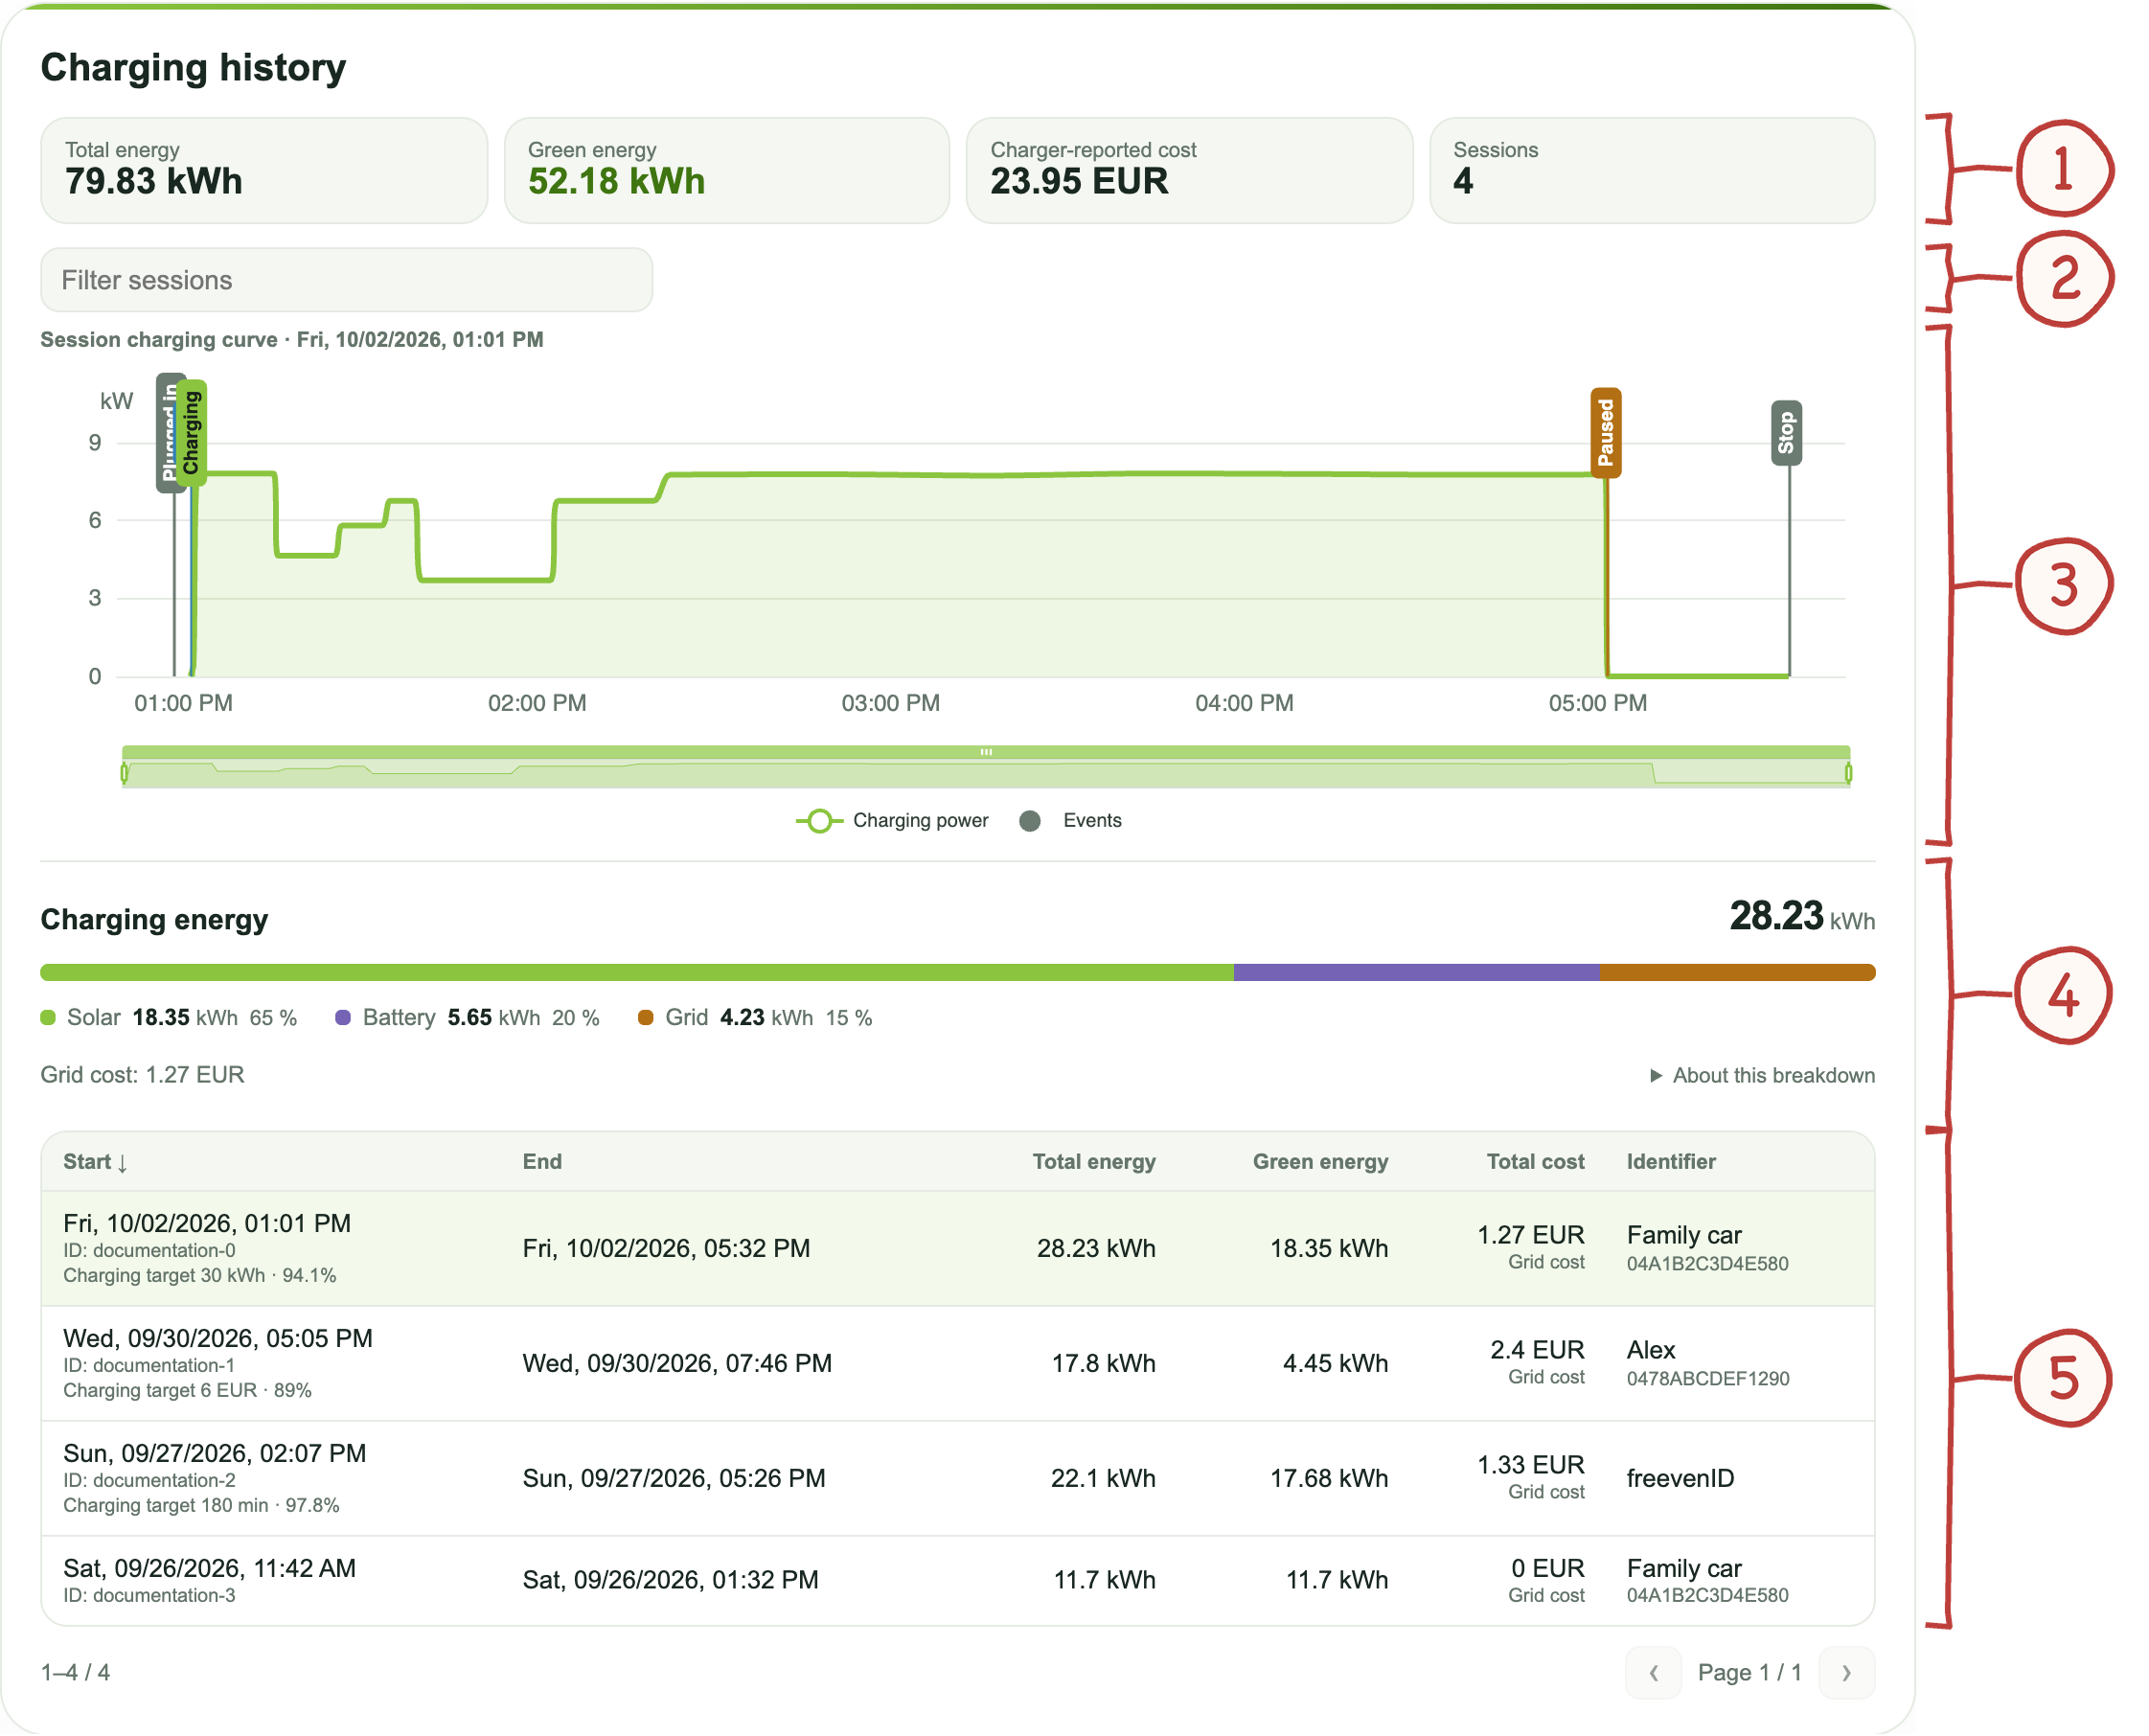 Charging history
Total energy
79.83 kWh
Green energy
52.18 kWh
Charger-reported cost
23.95 EUR
Sessions
4
1
Filter sessions
2
Session charging curve · Fri, 10/02/2026, 01:01 PM
kW
Plugged in
Charging
Paused
Stop
9
6
3
0
01:00 PM 02:00 PM 03:00 PM 04:00 PM 05:00 PM
Charging power Events
3
Charging energy 28.23 kWh
Solar 18.35 kWh 65 % Battery 5.65 kWh 20 % Grid 4.23 kWh 15 %
Grid cost: 1.27 EUR ▶ About this breakdown
4
Start ↓ End Total energy Green energy Total cost Identifier
Fri, 10/02/2026, 01:01 PM
ID: documentation-0
Charging target 30 kWh · 94.1%
Fri, 10/02/2026, 05:32 PM
28.23 kWh
18.35 kWh
1.27 EUR
Grid cost
Family car
04A1B2C3D4E580
Wed, 09/30/2026, 05:05 PM
ID: documentation-1
Charging target 6 EUR · 89%
Wed, 09/30/2026, 07:46 PM
17.8 kWh
4.45 kWh
2.4 EUR
Grid cost
Alex
0478ABCDEF1290
Sun, 09/27/2026, 02:07 PM
ID: documentation-2
Charging target 180 min · 97.8%
Sun, 09/27/2026, 05:26 PM
22.1 kWh
17.68 kWh
1.33 EUR
Grid cost
freevenID
Sat, 09/26/2026, 11:42 AM
ID: documentation-3
Sat, 09/26/2026, 01:32 PM
11.7 kWh
11.7 kWh
0 EUR
Grid cost
Family car
04A1B2C3D4E580
5
1–4 / 4 ‹ Page 1 / 1 ›